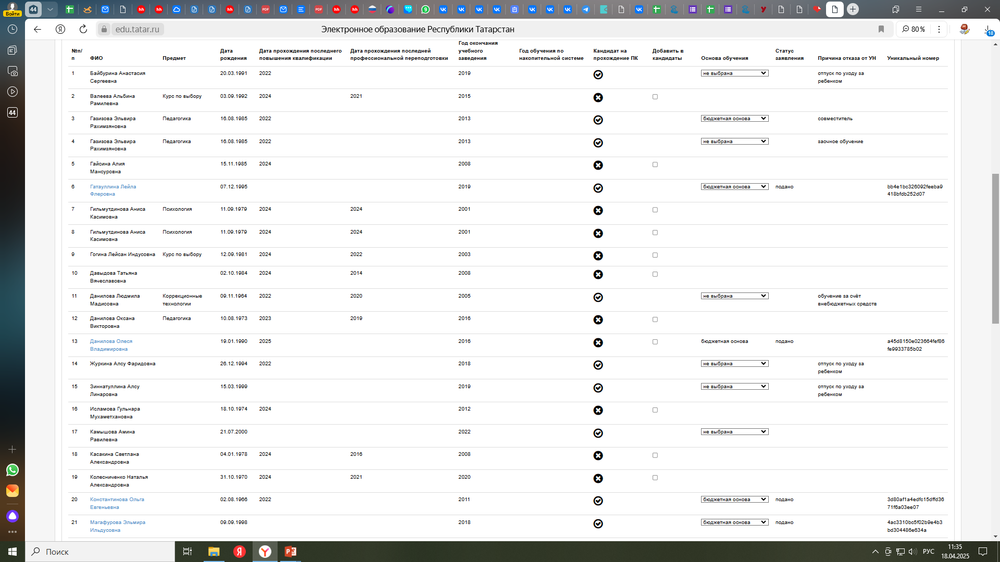 Войти
44
edu.tatar.ru
Электронное образование Республики Татарстан
80 %
18
44
№п/п ФИО Предмет Дата рождения Дата прохождения последнего повышения квалификации Дата прохождения последней профессиональной переподготовки Год окончания учебного заведения Год обучения по накопительной системе Кандидат на прохождение ПК Добавить в кандидаты Основа обучения Статус заявления Причина отказа от УН Уникальный номер
1 Байбурина Анастасия Сергеевна 20.03.1991 2022 2019 не выбрана отпуск по уходу за ребенком
2 Валеева Альбина Рамилевна Курс по выбору 03.09.1992 2024 2021 2015
3 Газизова Эльвира Рахимзяновна Педагогика 16.08.1985 2022 2013 бюджетная основа совместитель
4 Газизова Эльвира Рахимзяновна Педагогика 16.08.1985 2022 2013 не выбрана заочное обучение
5 Гайсина Алия Мансуровна 15.11.1985 2024 2008
6 Гатауллина Лейла Флеровна 07.12.1995 2019 бюджетная основа подано bb4e1bc326092feeba9418bfdb252d07
7 Гильмутдинова Аниса Касимовна Психология 11.09.1979 2024 2024 2001
8 Гильмутдинова Аниса Касимовна Психология 11.09.1979 2024 2024 2001
9 Гогина Лейсан Индусовна Курс по выбору 12.09.1981 2024 2022 2003
10 Давыдова Татьяна Вячеславовна 02.10.1984 2024 2014 2008
11 Данилова Людмила Мадисовна Коррекционные технологии 09.11.1964 2022 2020 2005 не выбрана обучение за счёт внебюджетных средств
12 Данилова Оксана Викторовна Педагогика 10.08.1973 2023 2019 2016
13 Данилова Олеся Владимировна 19.01.1990 2025 2016 бюджетная основа подано a45d8150e023664fef86fe9933785b02
14 Журкина Алсу Фаридовна 26.12.1994 2022 2018 не выбрана отпуск по уходу за ребенком
15 Зиннатуллина Алсу Линаровна 15.03.1999 2019 не выбрана отпуск по уходу за ребенком
16 Исламова Гульнара Мухаметхановна 18.10.1974 2024 2012
17 Камышова Амина Равилевна 21.07.2000 2022 не выбрана
18 Касакина Светлана Александровна 04.01.1978 2024 2016 2008
19 Колесниченко Наталья Александровна 31.10.1970 2024 2021 2020
20 Константинова Ольга Евгеньевна 02.08.1966 2022 2011 бюджетная основа подано 3d80af1a4edfc15dffd3671f6a03ee07
21 Магафурова Эльмира Ильдусовна 09.09.1998 2018 бюджетная основа подано 4ac3310bc5f02b9e4b3bd304486e634a
Поиск
РУС
11:35
18.04.2025